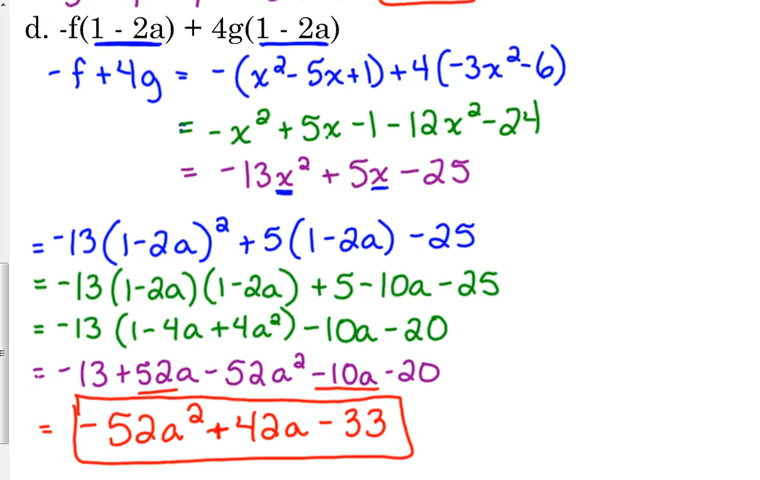 d. -f(1 - 2a) + 4g(1 - 2a)
-f + 4g = -(x² - 5x + 1) + 4(-3x² - 6)
= -x² + 5x - 1 - 12x² - 24
= -13x² + 5x - 25
= -13(1-2a)² + 5(1-2a) - 25
= -13(1-2a)(1-2a) + 5 - 10a - 25
= -13(1-4a+4a²) - 10a - 20
= -13 + 52a - 52a² - 10a - 20
= -52a² + 42a - 33